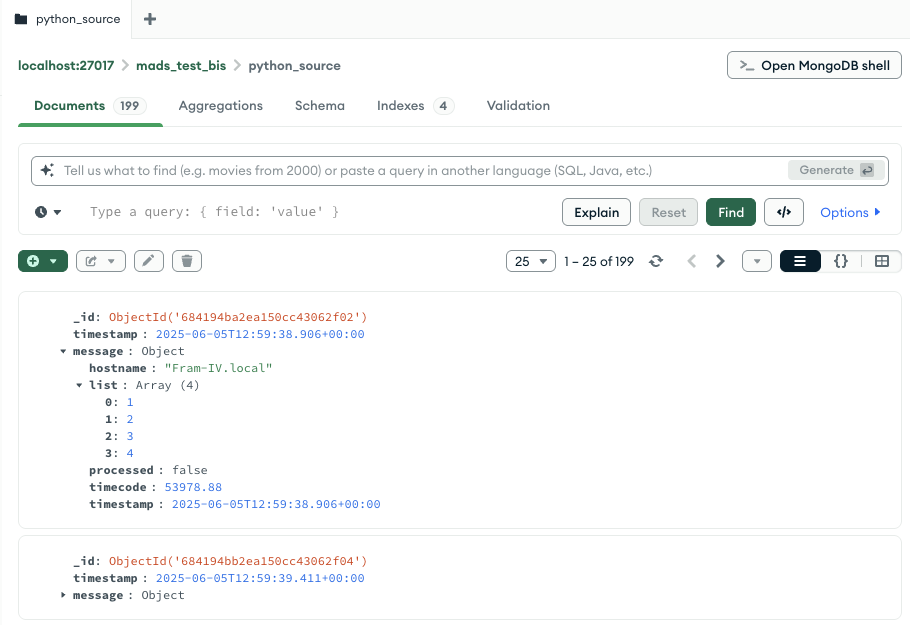 python_source
localhost:27017 > mads_test_bis > python_source
>_ Open MongoDB shell
Documents 199 Aggregations Schema Indexes 4 Validation
Tell us what to find (e.g. movies from 2000) or paste a query in another language (SQL, Java, etc.) Generate
Type a query: { field: 'value' } Explain Reset Find </> Options
25 1 – 25 of 199 {}
_id: ObjectId('684194ba2ea150cc43062f02')
timestamp : 2025-06-05T12:59:38.906+00:00
message : Object
hostname : "Fram-IV.local"
list : Array (4)
0: 1
1: 2
2: 3
3: 4
processed : false
timecode : 53978.88
timestamp : 2025-06-05T12:59:38.906+00:00
_id: ObjectId('684194bb2ea150cc43062f04')
timestamp : 2025-06-05T12:59:39.411+00:00
message : Object